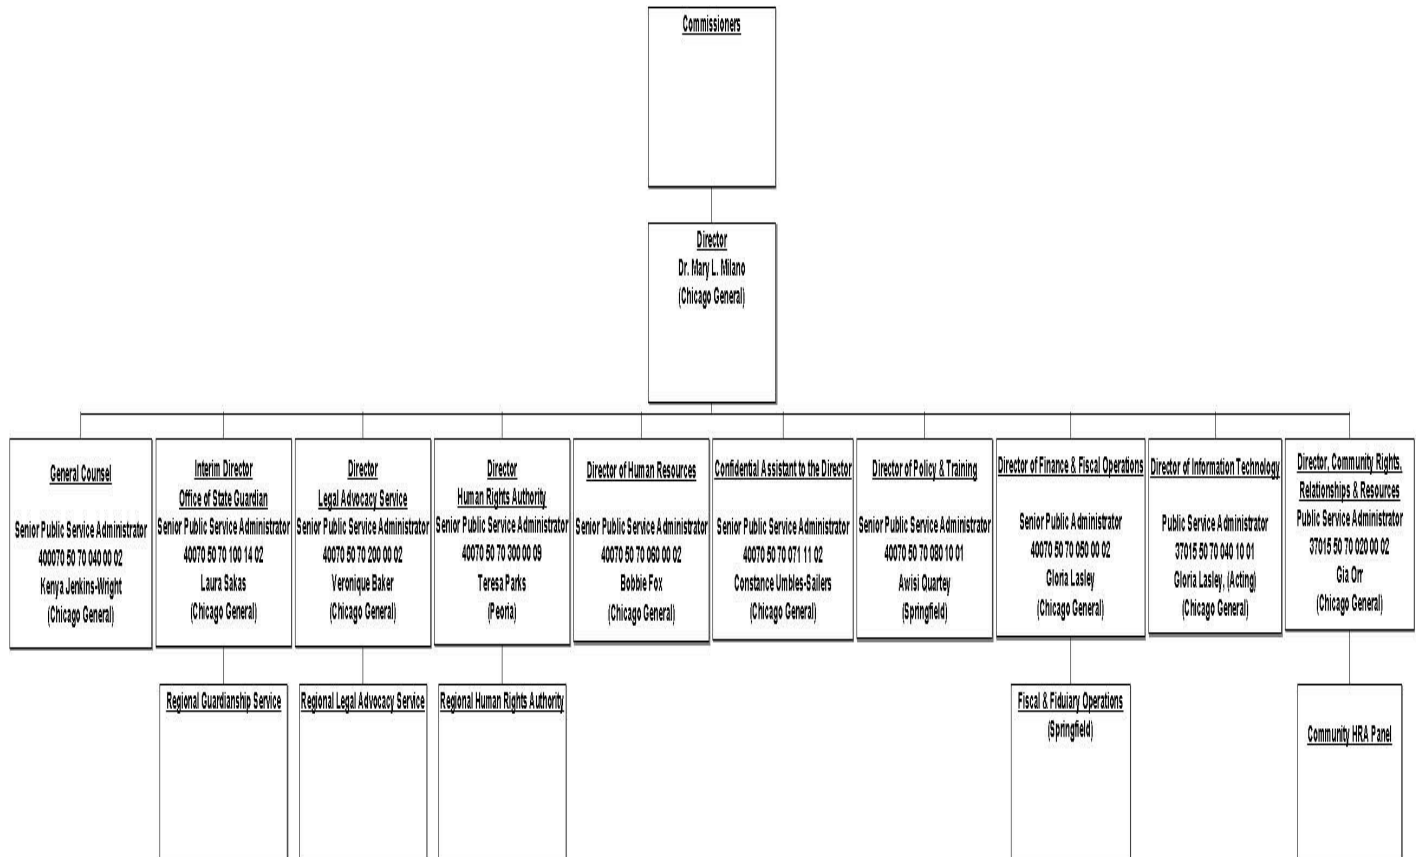 Commissioners
Director
Dr. Mary L. Milano
(Chicago General)
General Counsel
Senior Public Service Administrator
400070 50 70 040 00 02
Kenya Jenkins-Wright
(Chicago General)
Interim Director
Office of State Guardian
Senior Public Service Administrator
40070 50 70 100 14 02
Laura Sakas
(Chicago General)
Director
Legal Advocacy Service
Senior Public Service Administrator
40070 50 70 200 00 02
Veronique Baker
(Chicago General)
Director
Human Rights Authority
Senior Public Service Administrator
40070 50 70 300 00 09
Teresa Parks
(Peoria)
Director of Human Resources
Senior Public Service Administrator
40070 50 70 060 00 02
Bobbie Fox
(Chicago General)
Confidential Assistant to the Director
Senior Public Service Administrator
40070 50 70 071 11 02
Constance Umbles-Sailers
(Chicago General)
Director of Policy & Training
Senior Public Service Administrator
40070 50 70 080 10 01
Awisi Quartey
(Springfield)
Director of Finance & Fiscal Operations
Senior Public Administrator
40070 50 70 050 00 02
Gloria Lasley
(Chicago General)
Director of Information Technology
Public Service Administrator
37015 50 70 040 10 01
Gloria Lasley, (Acting)
(Chicago General)
Director, Community Rights,
Relationships & Resources
Public Service Administrator
37015 50 70 020 00 02
Gia Orr
(Chicago General)
Regional Guardianship Service
Regional Legal Advocacy Service
Regional Human Rights Authority
Fiscal & Fiduciary Operations
(Springfield)
Community HRA Panel